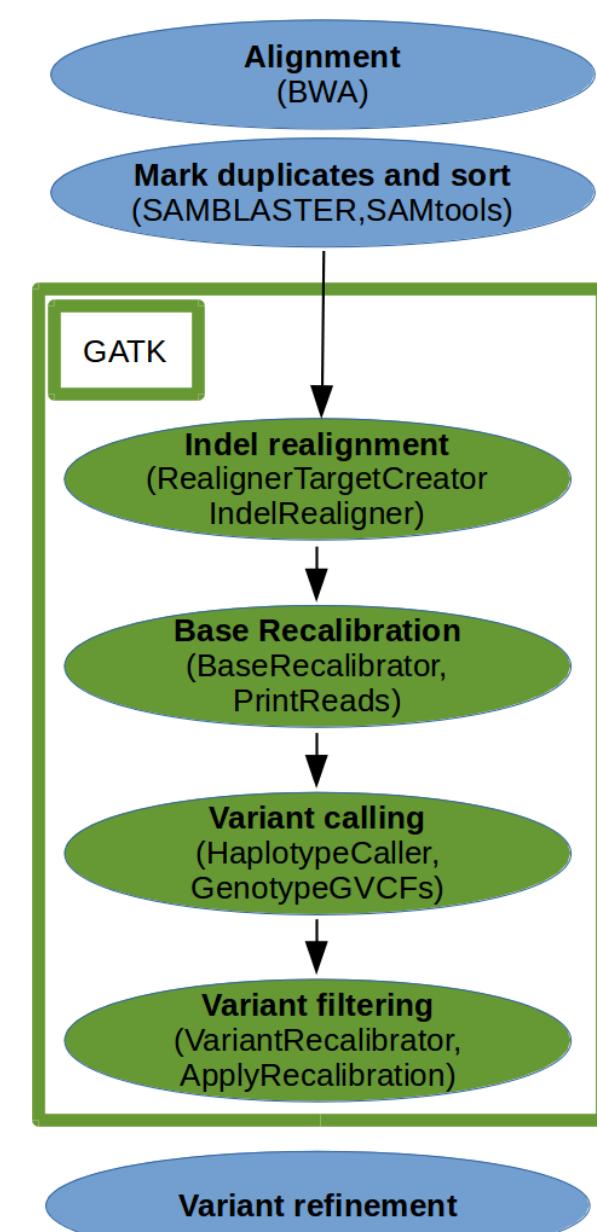 Alignment
(BWA)
Mark duplicates and sort
(SAMBLASTER,SAMtools)
GATK
Indel realignment
(RealignerTargetCreator
IndelRealigner)
Base Recalibration
(BaseRecalibrator,
PrintReads)
Variant calling
(HaplotypeCaller,
GenotypeGVCFs)
Variant filtering
(VariantRecalibrator,
ApplyRecalibration)
Variant refinement